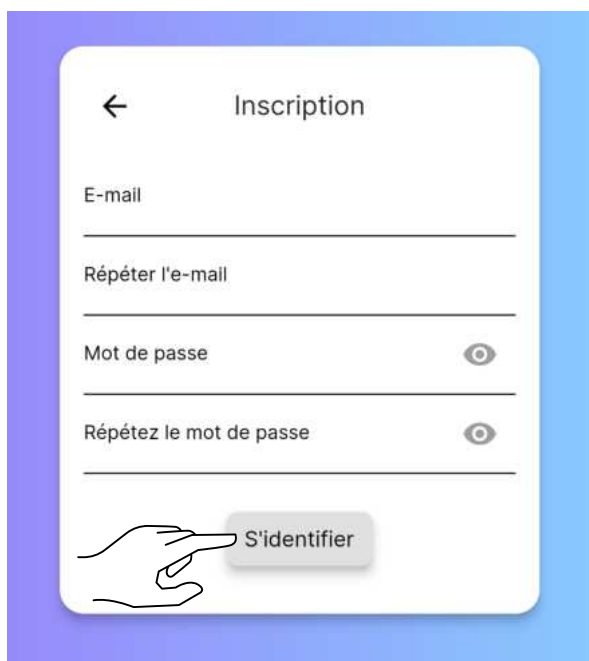 Inscription
E-mail
Répéter l'e-mail
Mot de passe
Répétez le mot de passe
S'identifier